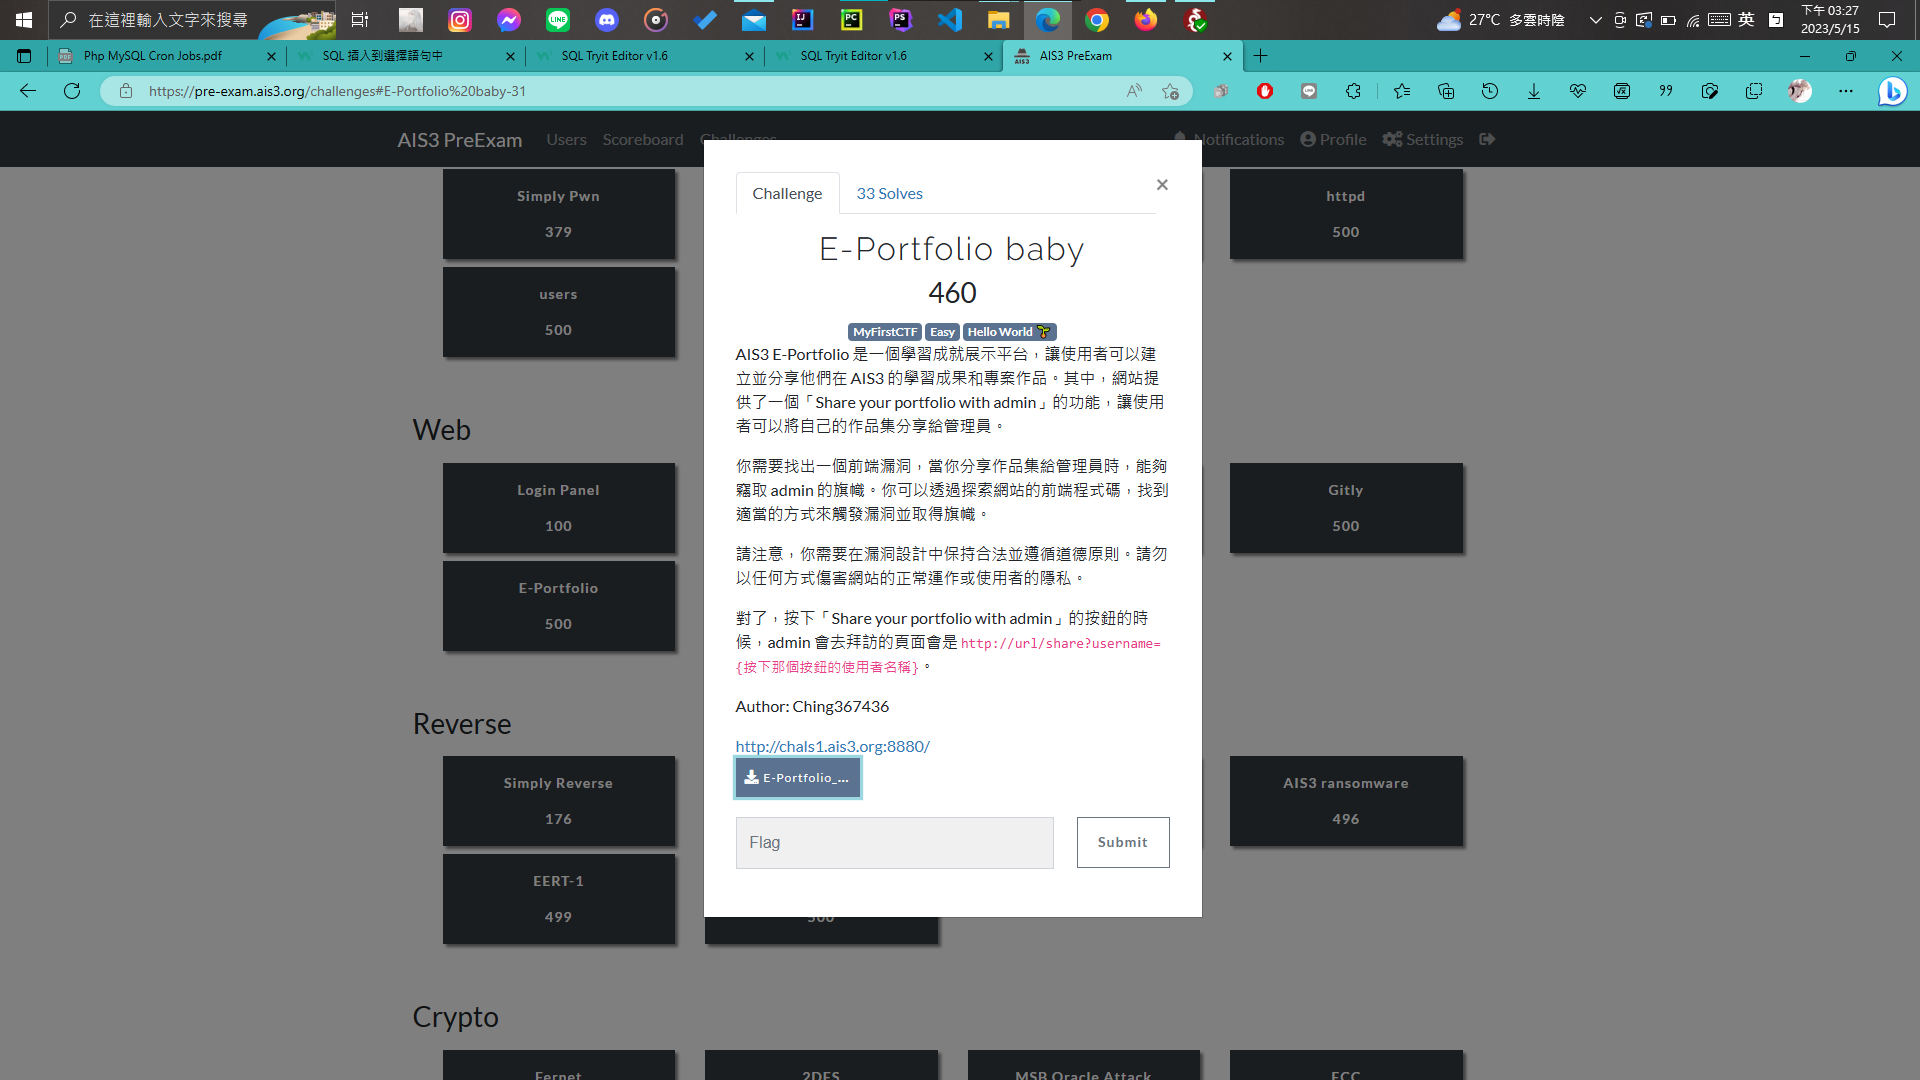 在這裡輸入文字來搜尋
27°C 多雲時陰
英
下午 03:27
2023/5/15
Php MySQL Cron Jobs.pdf
SQL 插入到選擇語句中
SQL Tryit Editor v1.6
SQL Tryit Editor v1.6
AIS3 PreExam
https://pre-exam.ais3.org/challenges#E-Portfolio%20baby-31
AIS3 PreExam
Users
Scoreboard
Challenges
Notifications
Profile
Settings
Challenge
33 Solves
×
E-Portfolio baby
460
MyFirstCTF
Easy
Hello World
AIS3 E-Portfolio 是一個學習成就展示平台，讓使用者可以建
立並分享他們在 AIS3 的學習成果和專案作品。其中，網站提
供了一個「Share your portfolio with admin」的功能，讓使用
者可以將自己的作品集分享給管理員。
你需要找出一個前端漏洞，當你分享作品集給管理員時，能夠
竊取 admin 的旗幟。你可以透過探索網站的前端程式碼，找到
適當的方式來觸發漏洞並取得旗幟。
請注意，你需要在漏洞設計中保持合法並遵循道德原則。請勿
以任何方式傷害網站的正常運作或使用者的隱私。
對了，按下「Share your portfolio with admin」的按鈕的時
候，admin 會去拜訪的頁面會是 http://url/share?username=
{按下那個按鈕的使用者名稱}。
Author: Ching367436
http://chals1.ais3.org:8880/
E-Portfolio_...
Flag
Submit
Simply Pwn
379
httpd
500
users
500
Web
Login Panel
100
Gitly
500
E-Portfolio
500
Reverse
Simply Reverse
176
AIS3 ransomware
496
EERT-1
499
500
Crypto
Fernet
2DES
MSB Oracle Attack
ECC